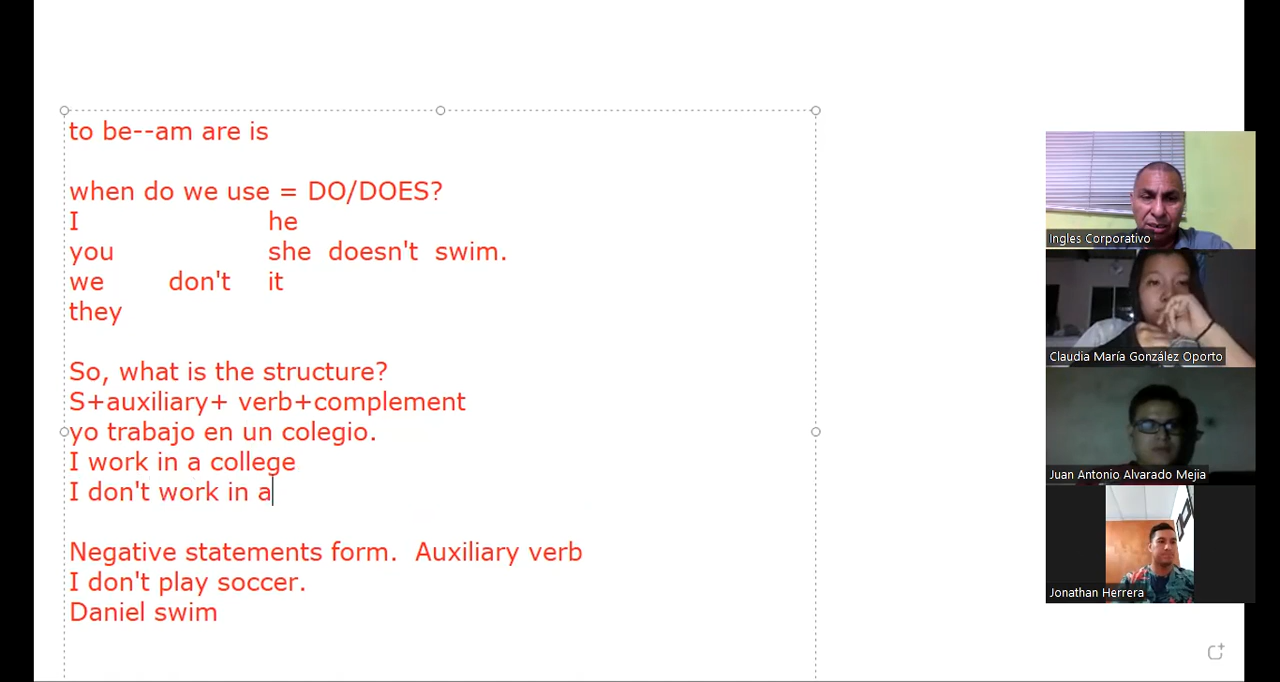 to be--am are is
when do we use = DO/DOES?
I he
you she doesn't swim.
we don't it
they
So, what is the structure?
S+auxiliary+ verb+complement
yo trabajo en un colegio.
I work in a college
I don't work in a
Negative statements form. Auxiliary verb
I don't play soccer.
Daniel swim
Ingles Corporativo
Claudia María González Oporto
Juan Antonio Alvarado Mejia
Jonathan Herrera